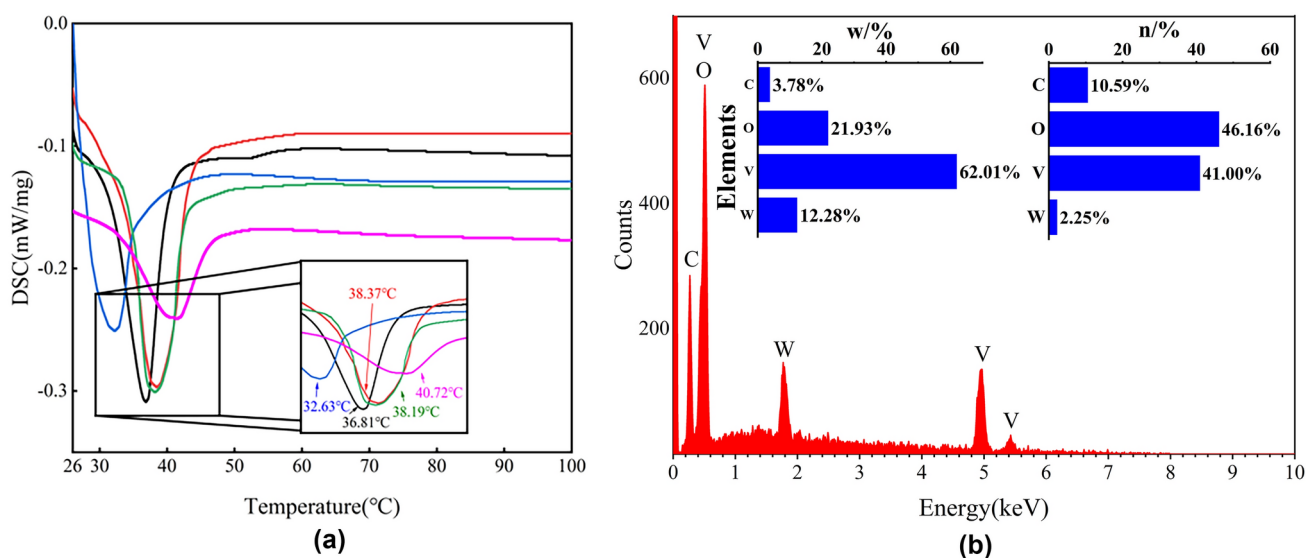 (a)
0.0
-0.1
-0.2
-0.3
DSC(mW/mg)
26 30 40 50 60 70 80 90 100
Temperature(℃)
38.37℃
40.72℃
32.63℃
38.19℃
36.81℃
(a)
(b)
600
400
200
Counts
0 1 2 3 4 5 6 7 8 9 10
Energy(keV)
V
O
C
W
V
V
w/%
0 20 40 60
Elements
C 3.78%
O 21.93%
V 62.01%
W 12.28%
n/%
0 20 40 60
C 10.59%
O 46.16%
V 41.00%
W 2.25%
(b)